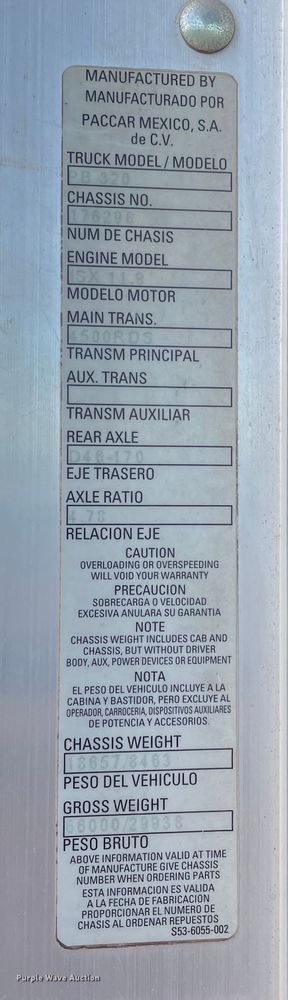 MANUFACTURED BY
MANUFACTURADO POR
PACCAR MEXICO, S.A.
de C.V.
TRUCK MODEL / MODELO
PB 320
CHASSIS NO.
176298
NUM DE CHASIS
ENGINE MODEL
ISX 11.9
MODELO MOTOR
MAIN TRANS.
4500RDS
TRANSM PRINCIPAL
AUX. TRANS
TRANSM AUXILIAR
REAR AXLE
D46-170
EJE TRASERO
AXLE RATIO
4.78
RELACION EJE
CAUTION
OVERLOADING OR OVERSPEEDING
WILL VOID YOUR WARRANTY
PRECAUCION
SOBRECARGA O VELOCIDAD
EXCESIVA ANULARA SU GARANTIA
NOTE
CHASSIS WEIGHT INCLUDES CAB AND
CHASSIS, BUT WITHOUT DRIVER
BODY, AUX, POWER DEVICES OR EQUIPMENT
NOTA
EL PESO DEL VEHICULO INCLUYE A LA
CABINA Y BASTIDOR, PERO EXCLUYE AL
OPERADOR, CARROCERIA, DISPOSITIVOS AUXILIARES
DE POTENCIA Y ACCESORIOS.
CHASSIS WEIGHT
18657/8463
PESO DEL VEHICULO
GROSS WEIGHT
66000/29938
PESO BRUTO
ABOVE INFORMATION VALID AT TIME
OF MANUFACTURE GIVE CHASSIS
NUMBER WHEN ORDERING PARTS
ESTA INFORMACION ES VALIDA
A LA FECHA DE FABRICACION
PROPORCIONAR EL NUMERO DE
CHASIS AL ORDENAR REPUESTOS
S53-6055-002
Purple Wave Auction